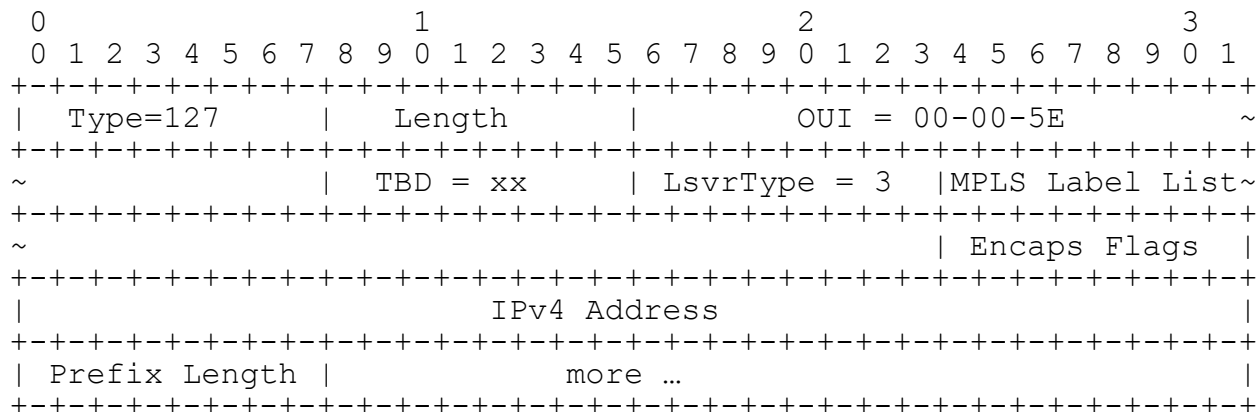 0                   1                   2                   3
 0 1 2 3 4 5 6 7 8 9 0 1 2 3 4 5 6 7 8 9 0 1 2 3 4 5 6 7 8 9 0 1
+-+-+-+-+-+-+-+-+-+-+-+-+-+-+-+-+-+-+-+-+-+-+-+-+-+-+-+-+-+-+-+-+
|  Type=127     |   Length      |        OUI = 00-00-5E         ~
+-+-+-+-+-+-+-+-+-+-+-+-+-+-+-+-+-+-+-+-+-+-+-+-+-+-+-+-+-+-+-+-+
~               |  TBD = xx     | LsvrType = 3  |MPLS Label List~
+-+-+-+-+-+-+-+-+-+-+-+-+-+-+-+-+-+-+-+-+-+-+-+-+-+-+-+-+-+-+-+-+
~                                               | Encaps Flags  |
+-+-+-+-+-+-+-+-+-+-+-+-+-+-+-+-+-+-+-+-+-+-+-+-+-+-+-+-+-+-+-+-+
|                        IPv4 Address                           |
+-+-+-+-+-+-+-+-+-+-+-+-+-+-+-+-+-+-+-+-+-+-+-+-+-+-+-+-+-+-+-+-+
| Prefix Length |            more …                             |
+-+-+-+-+-+-+-+-+-+-+-+-+-+-+-+-+-+-+-+-+-+-+-+-+-+-+-+-+-+-+-+-+